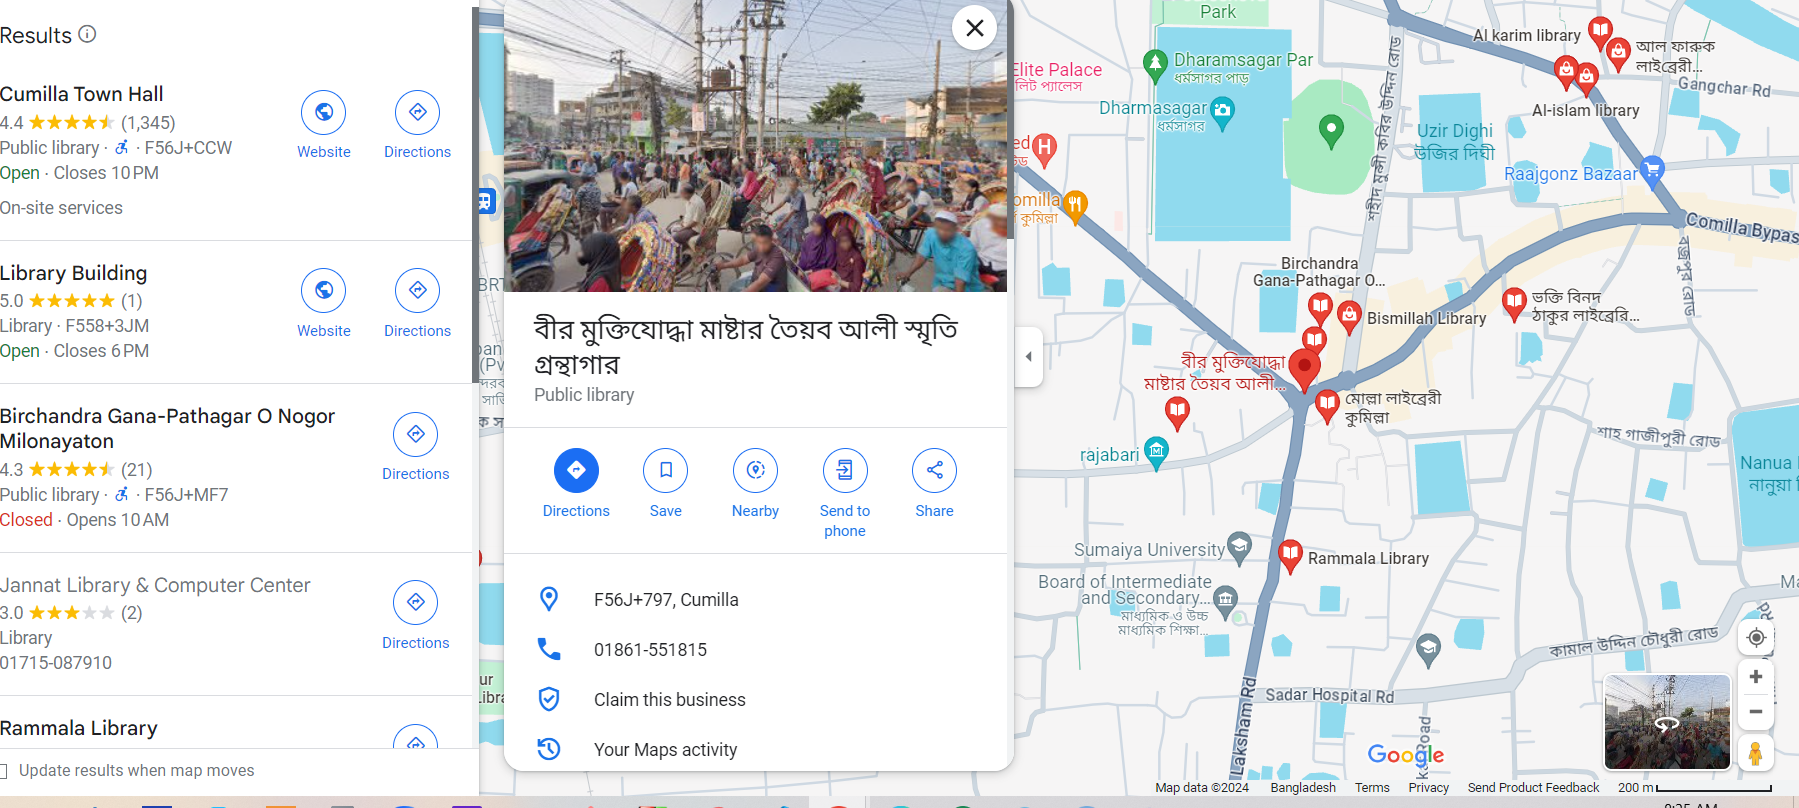 Results
Cumilla Town Hall
4.4 (1,345)
Public library · F56J+CCW
Open · Closes 10 PM
On-site services
Website
Directions
Library Building
5.0 (1)
Library · F558+3JM
Open · Closes 6 PM
Website
Directions
Birchandra Gana-Pathagar O Nogor
Milonayaton
4.3 (21)
Public library · F56J+MF7
Closed · Opens 10 AM
Directions
Jannat Library & Computer Center
3.0 (2)
Library
01715-087910
Directions
Rammala Library
Update results when map moves
বীর মুক্তিযোদ্ধা মাষ্টার তৈয়ব আলী স্মৃতি
গ্রন্থাগার
Public library
Directions
Save
Nearby
Send to
phone
Share
F56J+797, Cumilla
01861-551815
Claim this business
Your Maps activity
Park
Dharamsagar Par
ধর্মসাগর পাড়
Elite Palace
লিট প্যালেস
Dharmasagar
ধর্মসাগর
শহীদ মুন্সী কবির উদ্দিন রোড
Al karim library
আল ফারুক
লাইব্রেরী...
Gangchar Rd
Al-islam library
Uzir Dighi
উজির দিঘী
Raajgonz Bazaar
Comilla Bypas
বজ্রপুর রোড
কুমিল্লা
Birchandra
Gana-Pathagar O...
Bismillah Library
ভক্তি বিনদ
ঠাকুর লাইব্রেরি...
বীর মুক্তিযোদ্ধা
মাষ্টার তৈয়ব আলী...
মোল্লা লাইব্রেরী
কুমিল্লা
rajabari
শাহ গাজীপুরী রোড
Nanua
নানুয়া
Sumaiya University
Rammala Library
Board of Intermediate
and Secondary...
মাধ্যমিক ও উচ্চ
মাধ্যমিক শিক্ষা...
কামাল উদ্দিন চৌধুরী রোড
Sadar Hospital Rd
Laksham Rd
Road
Google
Map data ©2024
Bangladesh
Terms
Privacy
Send Product Feedback
200 m